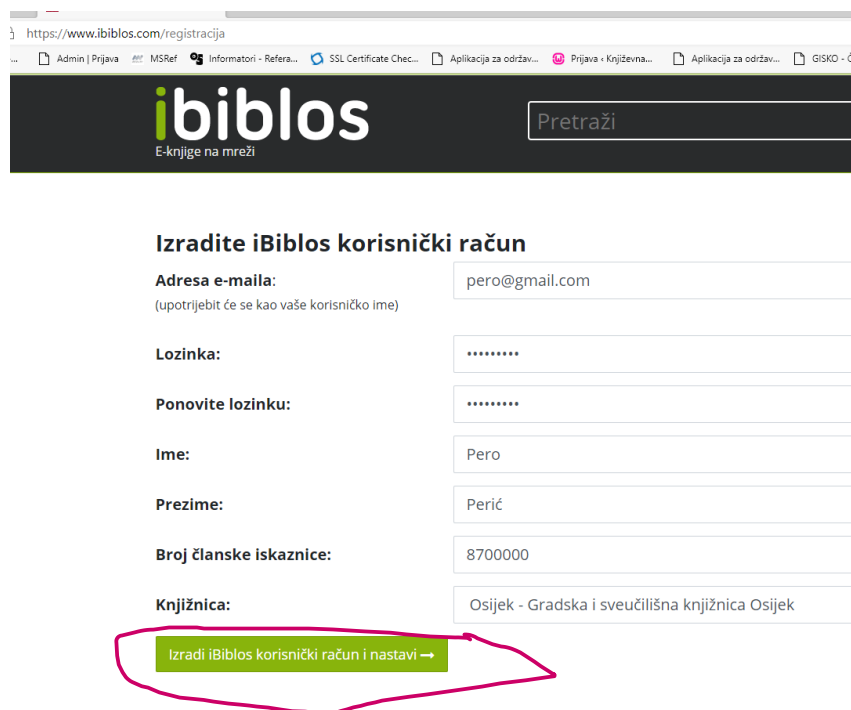 https://www.ibiblos.com/registracija
Admin | Prijava MSRef Informatori - Refera... SSL Certificate Chec... Aplikacija za održav... Prijava ‹ Književna... Aplikacija za održav... GISKO - 
ibiblos
Pretraži
E-knjige na mreži
Izradite iBiblos korisnički račun
Adresa e-maila: pero@gmail.com
(upotrijebit će se kao vaše korisničko ime)
Lozinka: •••••••••
Ponovite lozinku: •••••••••
Ime: Pero
Prezime: Perić
Broj članske iskaznice: 8700000
Knjižnica: Osijek - Gradska i sveučilišna knjižnica Osijek
Izradi iBiblos korisnički račun i nastavi →